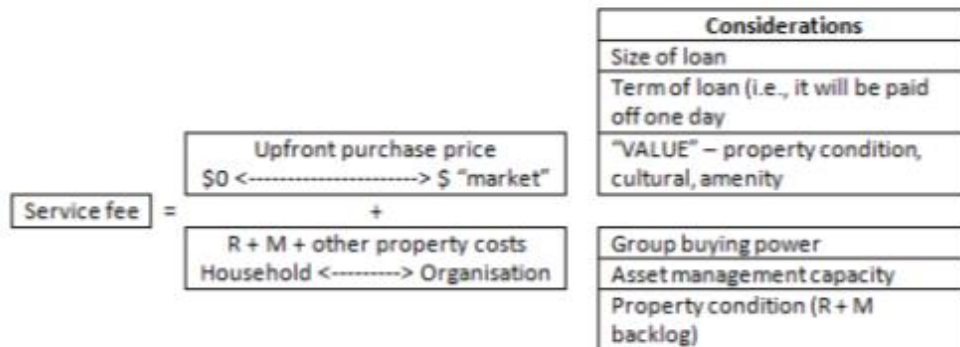 Considerations
Size of loan
Term of loan (i.e., it will be paid
off one day
Upfront purchase price
$0 <-----------------------> $ "market"
"VALUE" – property condition,
cultural, amenity
Service fee =
+
R + M + other property costs
Household <---------> Organisation
Group buying power
Asset management capacity
Property condition (R + M
backlog)